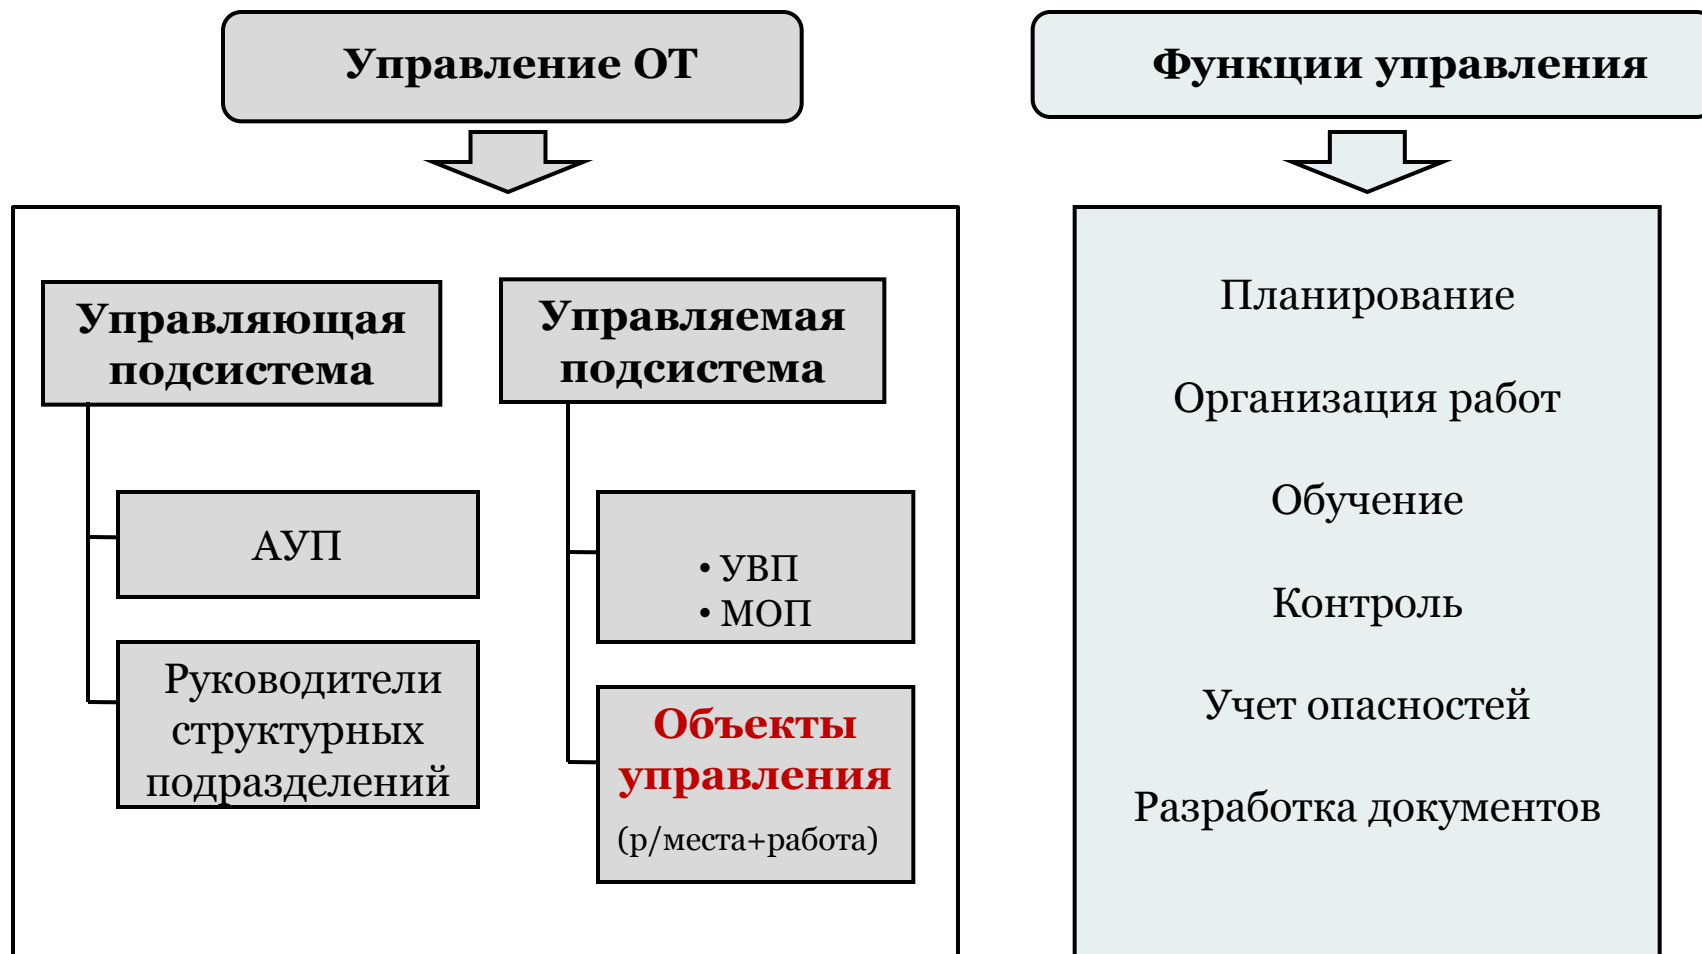 Управление ОТ
Управляющая
подсистема
АУП
Руководители
структурных
подразделений
Управляемая
подсистема
• УВП
• МОП
Объекты
управления
(р/места+работа)
Функции управления
Планирование
Организация работ
Обучение
Контроль
Учет опасностей
Разработка документов